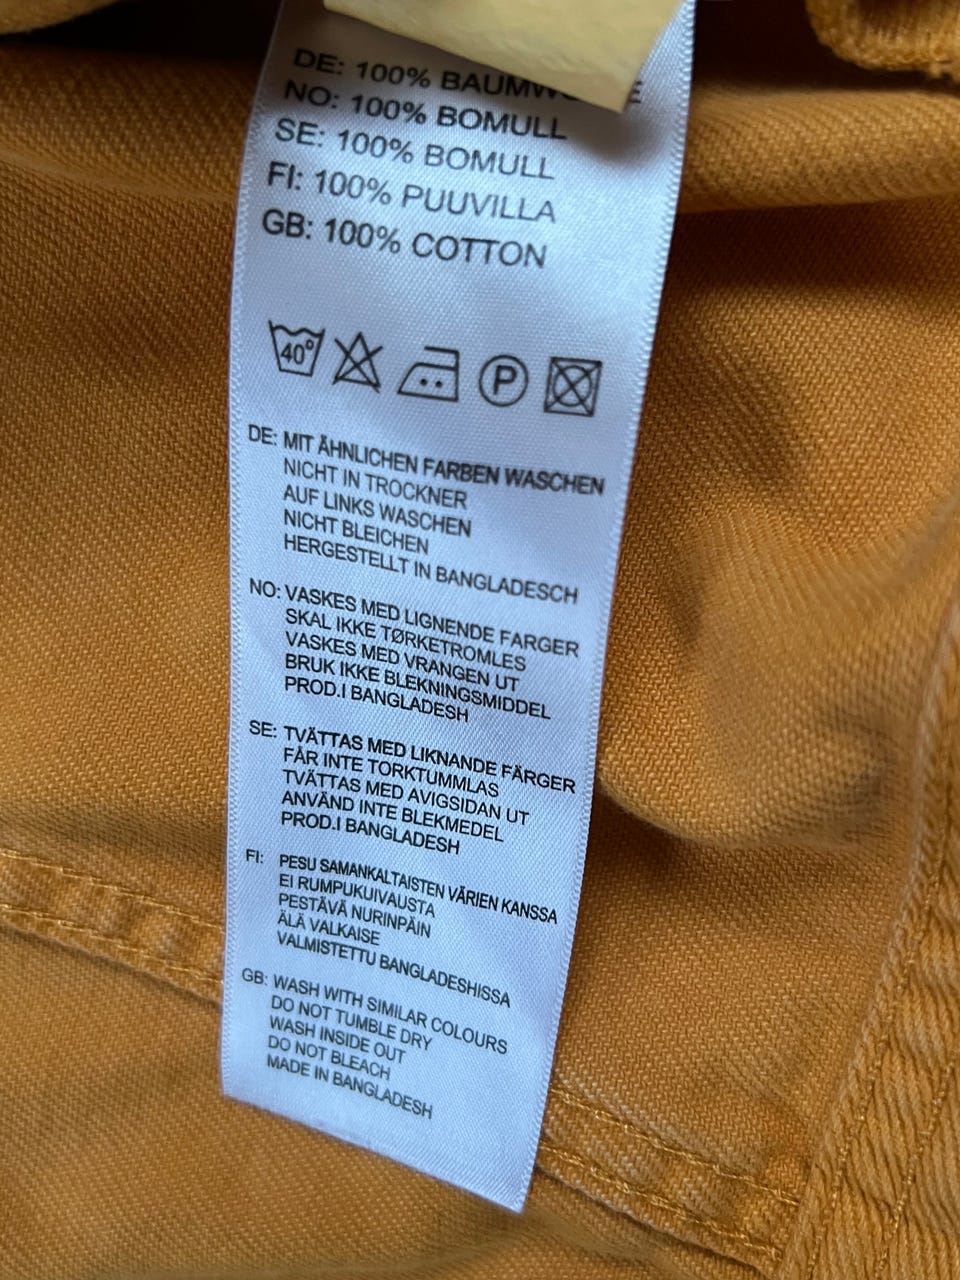 DE: 100%
NO: 100% BOMULL
SE: 100% BOMULL
FI: 100% PUUVILLA
GB: 100% COTTON
40°
P
DE: MIT ÄHNLICHEN FARBEN WASCHEN
NICHT IN TROCKNER
AUF LINKS WASCHEN
NICHT BLEICHEN
HERGESTELLT IN BANGLADESCH
NO: VASKES MED LIGNENDE FARGER
SKAL IKKE TØRKETROMLES
VASKES MED VRANGEN UT
BRUK IKKE BLEKNINGSMIDDEL
PROD.I BANGLADESH
SE: TVÄTTAS MED LIKNANDE FÄRGER
FÅR INTE TORKTUMMLAS
TVÄTTAS MED AVIGSIDAN UT
ANVÄND INTE BLEKMEDEL
PROD.I BANGLADESH
FI: PESU SAMANKALTAISTEN VÄRIEN KANSSA
EI RUMPUKUIVAUSTA
PESTÄVÄ NURINPÄIN
ÄLÄ VALKAISE
VALMISTETTU BANGLADESHISSA
GB: WASH WITH SIMILAR COLOURS
DO NOT TUMBLE DRY
WASH INSIDE OUT
DO NOT BLEACH
MADE IN BANGLADESH